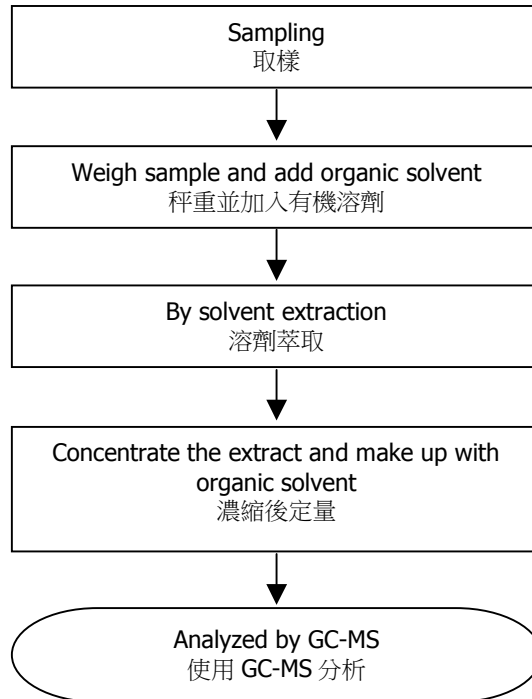 Sampling
取樣
Weigh sample and add organic solvent
秤重並加入有機溶劑
By solvent extraction
溶劑萃取
Concentrate the extract and make up with
organic solvent
濃縮後定量
Analyzed by GC-MS
使用 GC-MS 分析